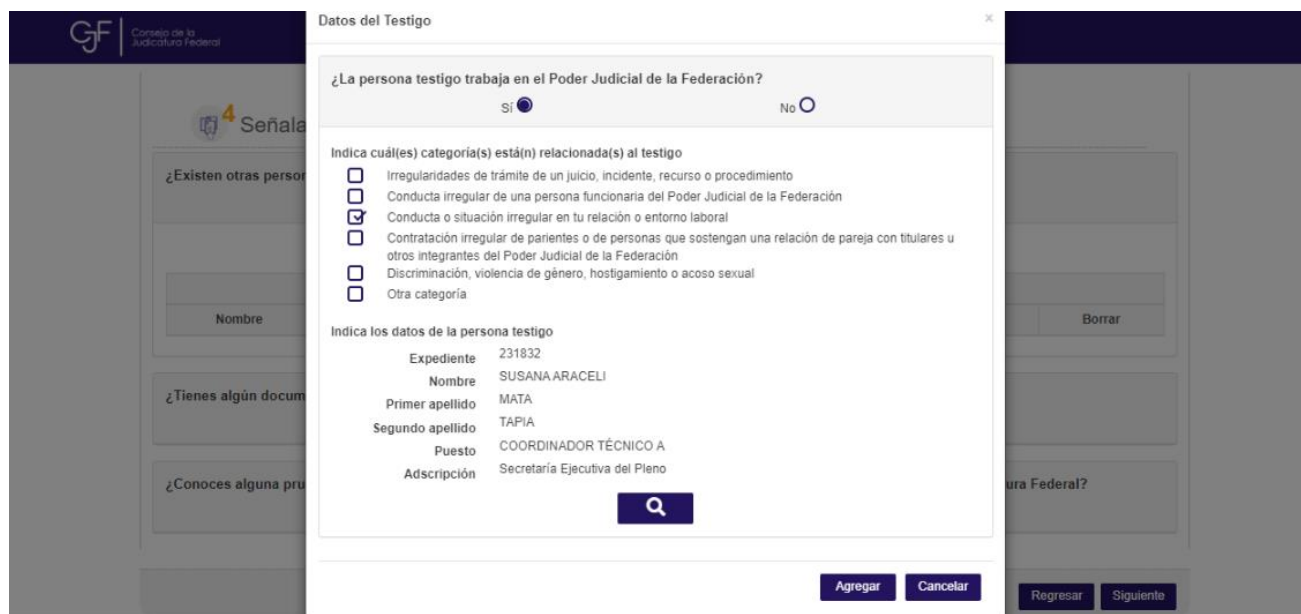 Datos del Testigo
×
GJF Consejo de la
Judicatura Federal
¿La persona testigo trabaja en el Poder Judicial de la Federación?
Sí
No
4 Señala
¿Existen otras person
Indica cuál(es) categoría(s) está(n) relacionada(s) al testigo
Irregularidades de trámite de un juicio, incidente, recurso o procedimiento
Conducta irregular de una persona funcionaria del Poder Judicial de la Federación
Conducta o situación irregular en tu relación o entorno laboral
Contratación irregular de parientes o de personas que sostengan una relación de pareja con titulares u
otros integrantes del Poder Judicial de la Federación
Discriminación, violencia de género, hostigamiento o acoso sexual
Otra categoría
Nombre
Borrar
Indica los datos de la persona testigo
Expediente 231832
Nombre SUSANA ARACELI
Primer apellido MATA
Segundo apellido TAPIA
Puesto COORDINADOR TÉCNICO A
Adscripción Secretaría Ejecutiva del Pleno
¿Tienes algún docum
¿Conoces alguna pru
ura Federal?
Agregar Cancelar
Regresar Siguiente